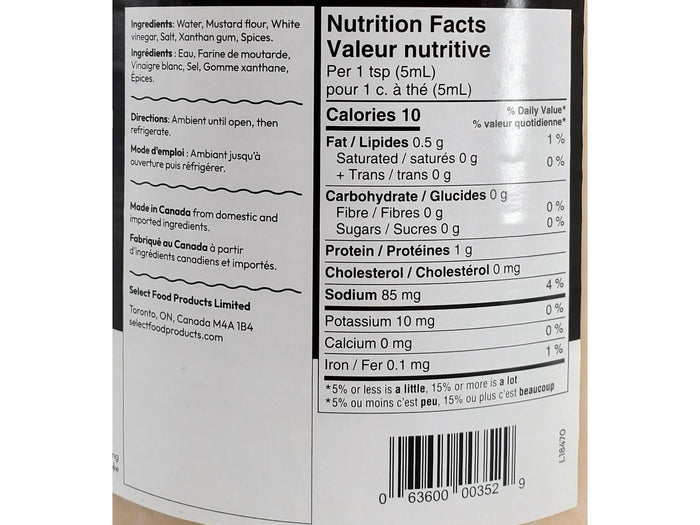 Ingredients: Water, Mustard flour, White
vinegar, Salt, Xanthan gum, Spices.
Ingrédients : Eau, Farine de moutarde,
Vinaigre blanc, Sel, Gomme xanthane,
Épices.
Directions: Ambient until open, then
refrigerate.
Mode d'emploi : Ambiant jusqu'à
ouverture puis réfrigérer.
Made in Canada from domestic and
imported ingredients.
Fabriqué au Canada à partir
d'ingrédients canadiens et importés.
Select Food Products Limited
Toronto, ON, Canada M4A 1B4
selectfoodproducts.com
Nutrition Facts
Valeur nutritive
Per 1 tsp (5mL)
pour 1 c. à thé (5mL)
Calories 10
% Daily Value*
% valeur quotidienne*
Fat / Lipides 0.5 g 1 %
Saturated / saturés 0 g 0 %
+ Trans / trans 0 g
Carbohydrate / Glucides 0 g
Fibre / Fibres 0 g 0 %
Sugars / Sucres 0 g 0 %
Protein / Protéines 1 g
Cholesterol / Cholestérol 0 mg
Sodium 85 mg 4 %
Potassium 10 mg 0 %
Calcium 0 mg 0 %
Iron / Fer 0.1 mg 1 %
*5% or less is a little, 15% or more is a lot
*5% ou moins c'est peu, 15% ou plus c'est beaucoup
0 63600 00352 9
L18470